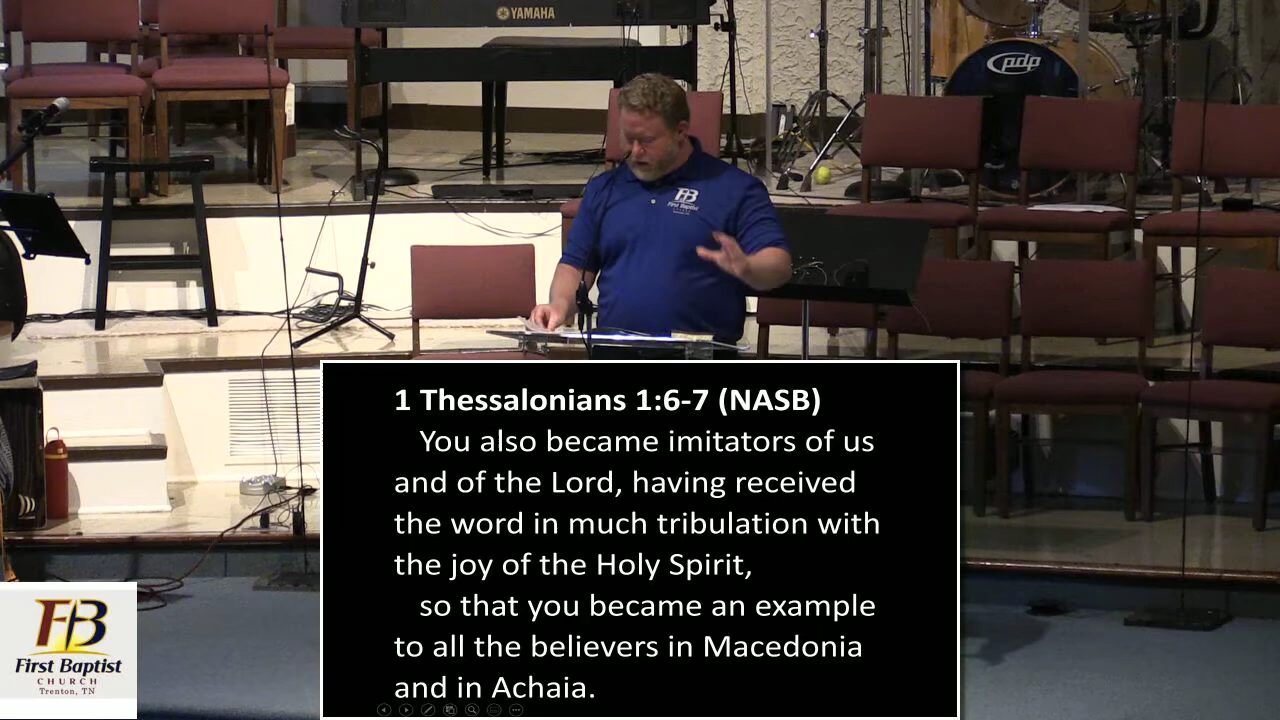 YAMAHA
pdp
FB
First Baptist
1 Thessalonians 1:6-7 (NASB)
You also became imitators of us
and of the Lord, having received
the word in much tribulation with
the joy of the Holy Spirit,
so that you became an example
to all the believers in Macedonia
and in Achaia.
FB
First Baptist
CHURCH
Trenton, TN